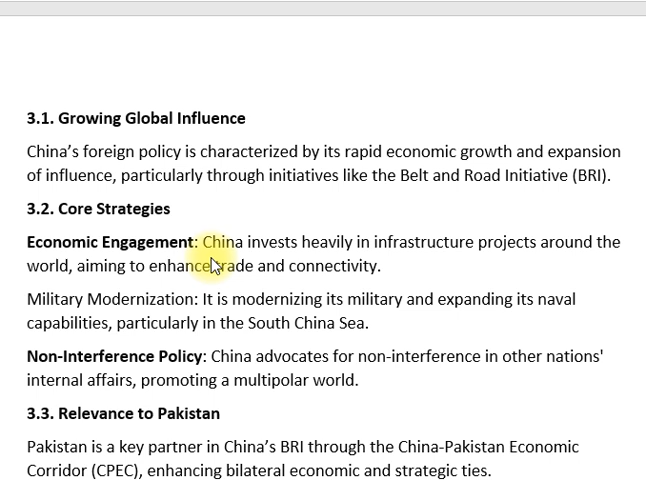 3.1. Growing Global Influence
China’s foreign policy is characterized by its rapid economic growth and expansion
of influence, particularly through initiatives like the Belt and Road Initiative (BRI).
3.2. Core Strategies
Economic Engagement: China invests heavily in infrastructure projects around the
world, aiming to enhance trade and connectivity.
Military Modernization: It is modernizing its military and expanding its naval
capabilities, particularly in the South China Sea.
Non-Interference Policy: China advocates for non-interference in other nations'
internal affairs, promoting a multipolar world.
3.3. Relevance to Pakistan
Pakistan is a key partner in China’s BRI through the China-Pakistan Economic
Corridor (CPEC), enhancing bilateral economic and strategic ties.